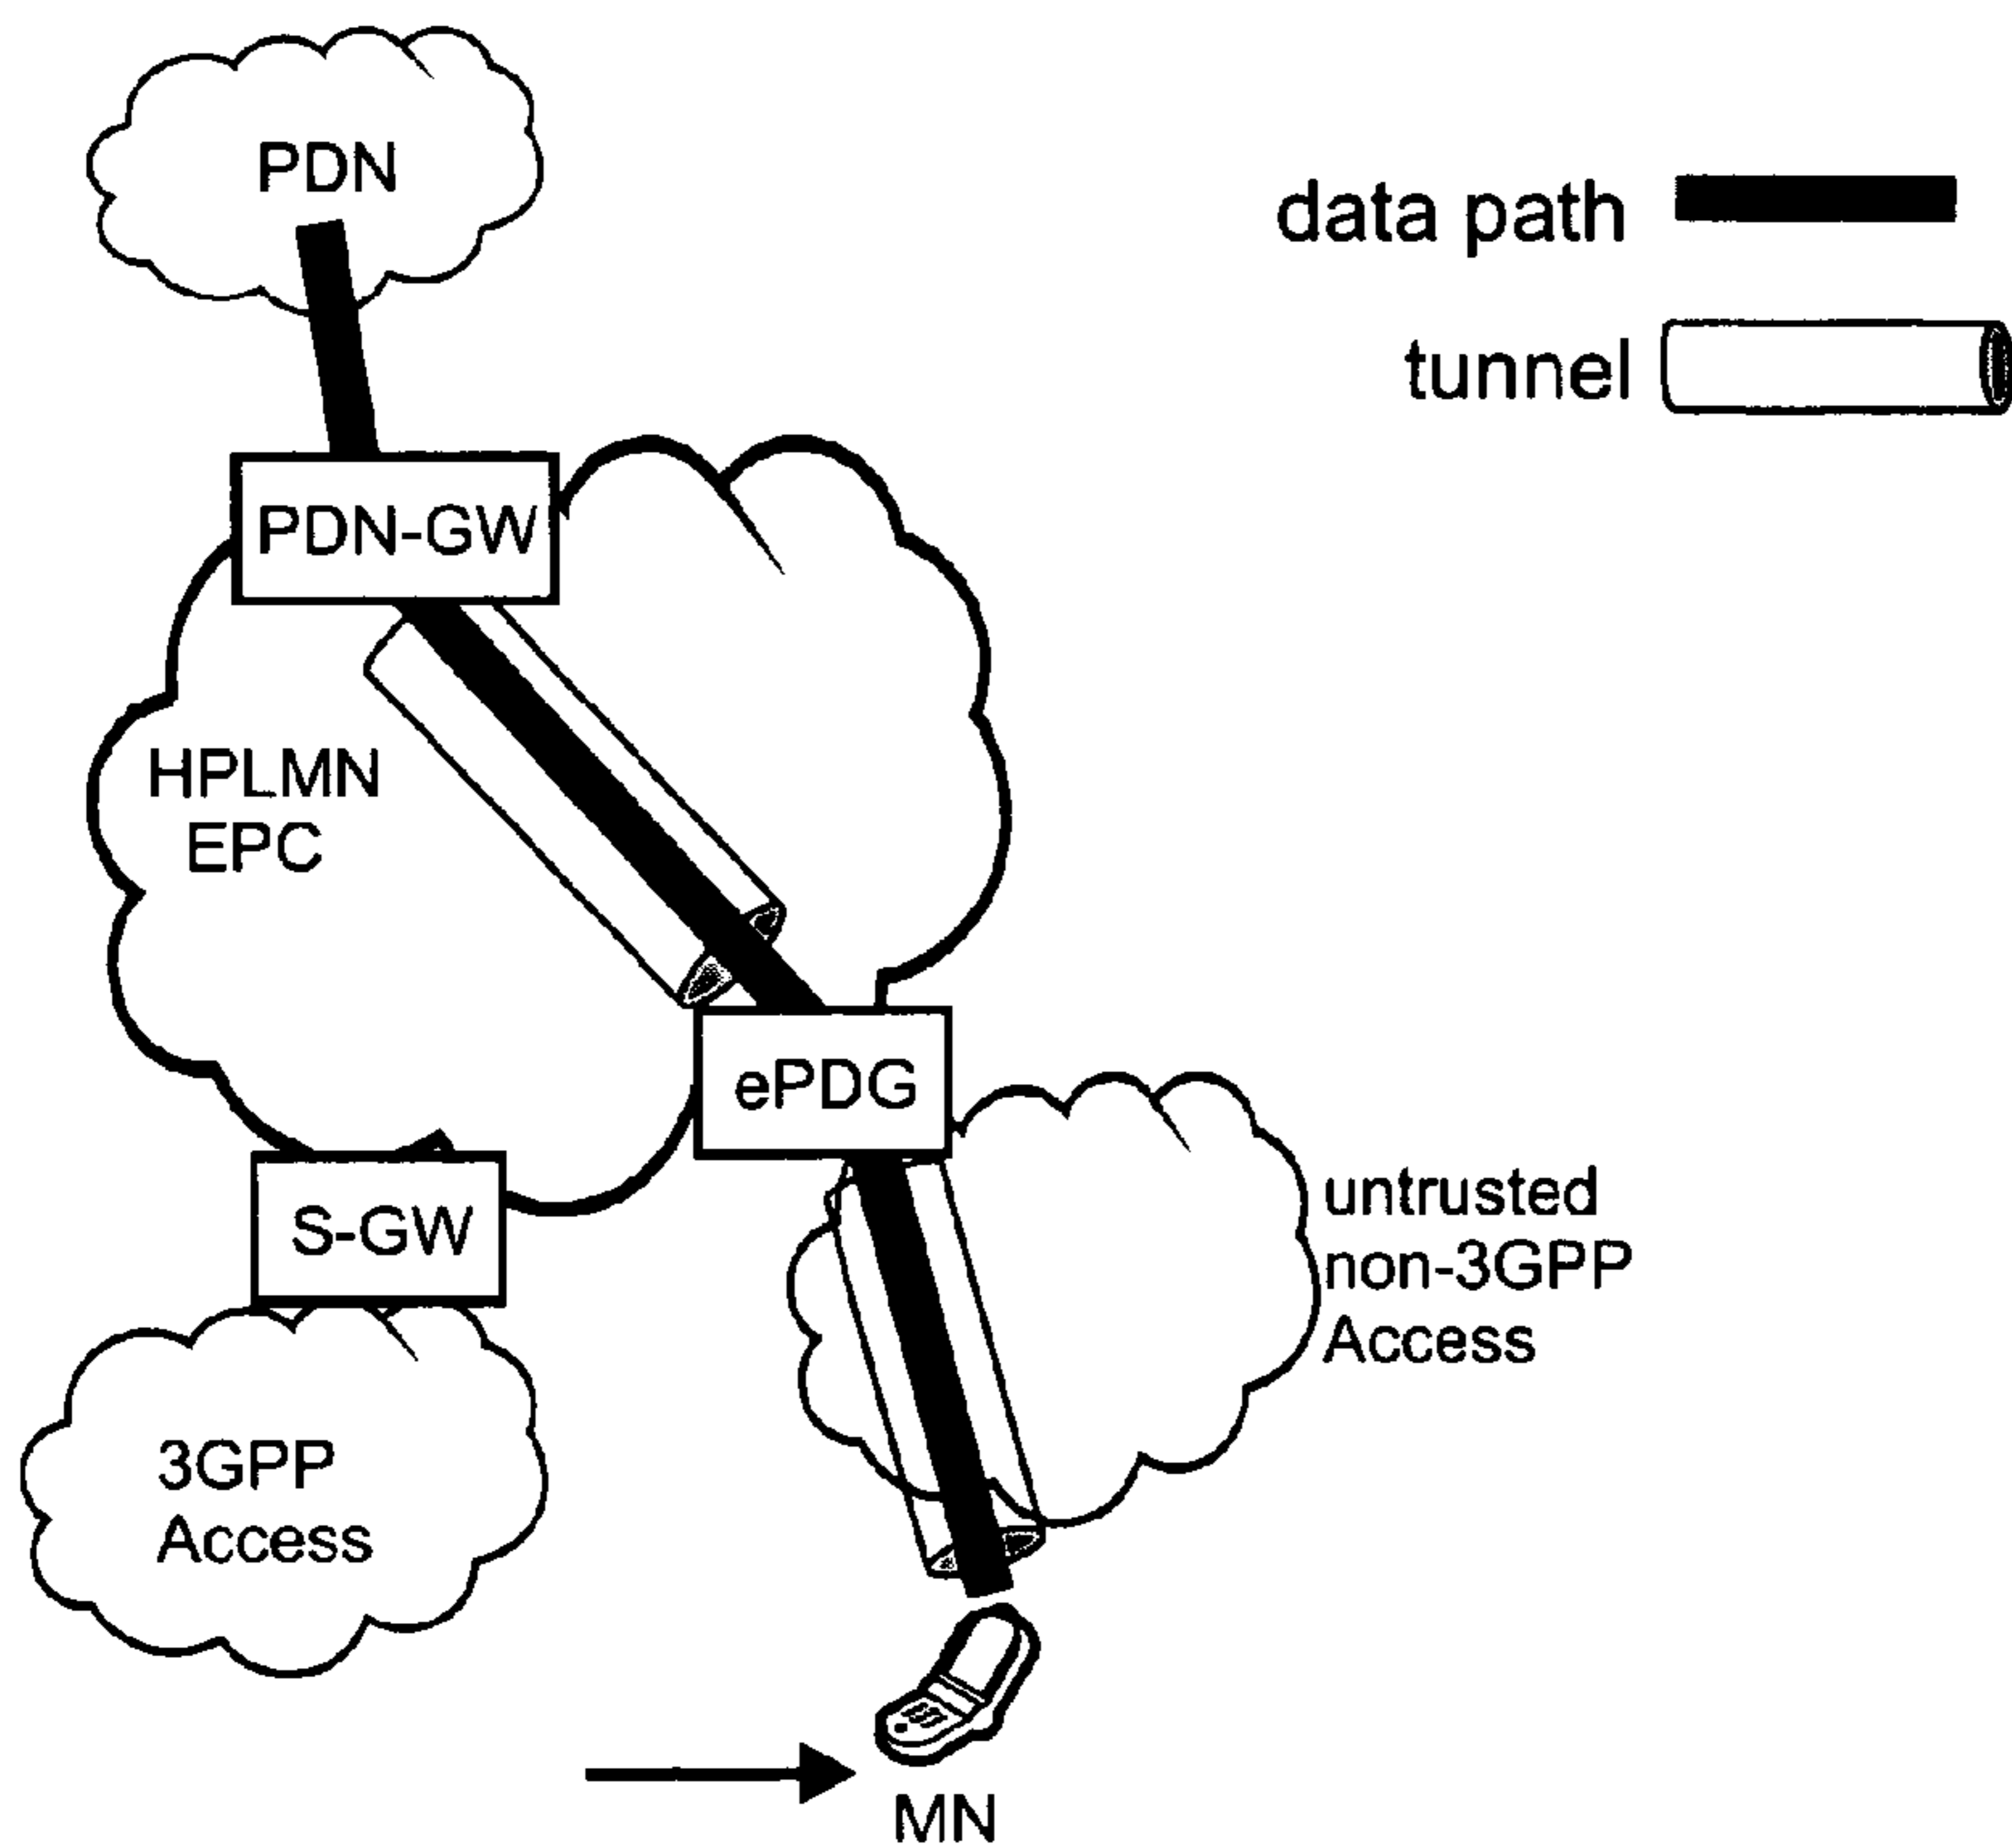 PDN
data path
tunnel
PDN-GW
HPLMN
EPC
ePDG
S-GW
untrusted
non-3GPP
Access
3GPP
Access
MN